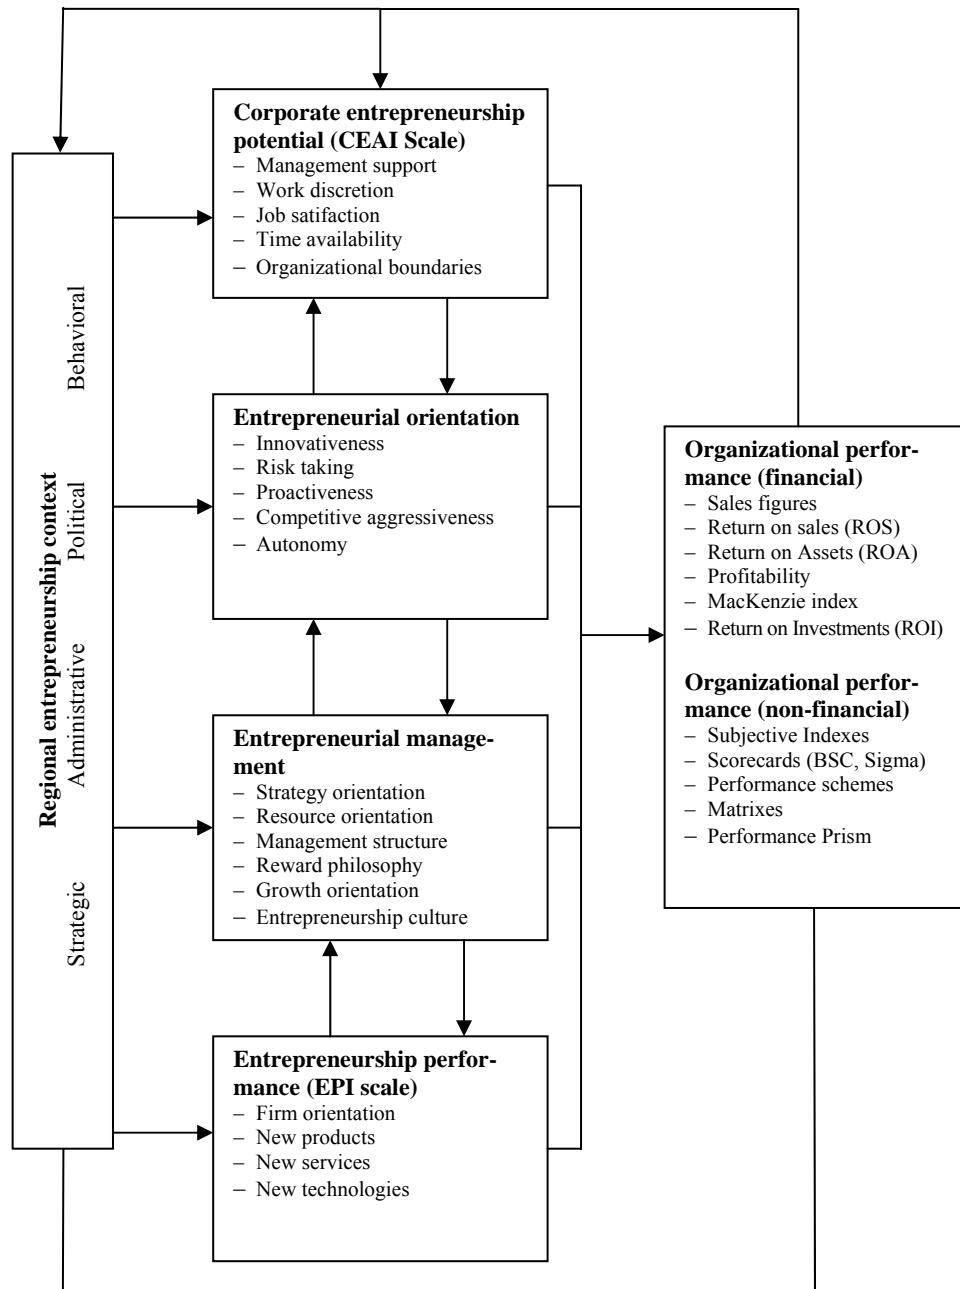 Corporate entrepreneurship
potential (CEAI Scale)
– Management support
– Work discretion
– Job satifaction
– Time availability
– Organizational boundaries
Regional entrepreneurship context
Behavioral
Political
Administrative
Strategic
Entrepreneurial orientation
– Innovativeness
– Risk taking
– Proactiveness
– Competitive aggressiveness
– Autonomy
Entrepreneurial manage-
ment
– Strategy orientation
– Resource orientation
– Management structure
– Reward philosophy
– Growth orientation
– Entrepreneurship culture
Entrepreneurship perfor-
mance (EPI scale)
– Firm orientation
– New products
– New services
– New technologies
Organizational perfor-
mance (financial)
– Sales figures
– Return on sales (ROS)
– Return on Assets (ROA)
– Profitability
– MacKenzie index
– Return on Investments (ROI)
Organizational perfor-
mance (non-financial)
– Subjective Indexes
– Scorecards (BSC, Sigma)
– Performance schemes
– Matrixes
– Performance Prism